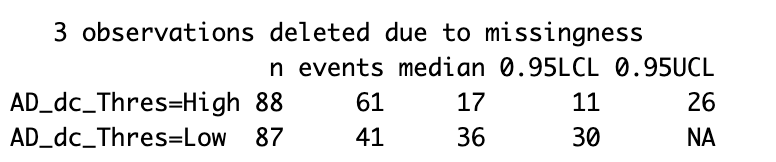 3 observations deleted due to missingness
n events median 0.95LCL 0.95UCL
AD_dc_Thres=High 88 61 17 11 26
AD_dc_Thres=Low 87 41 36 30 NA